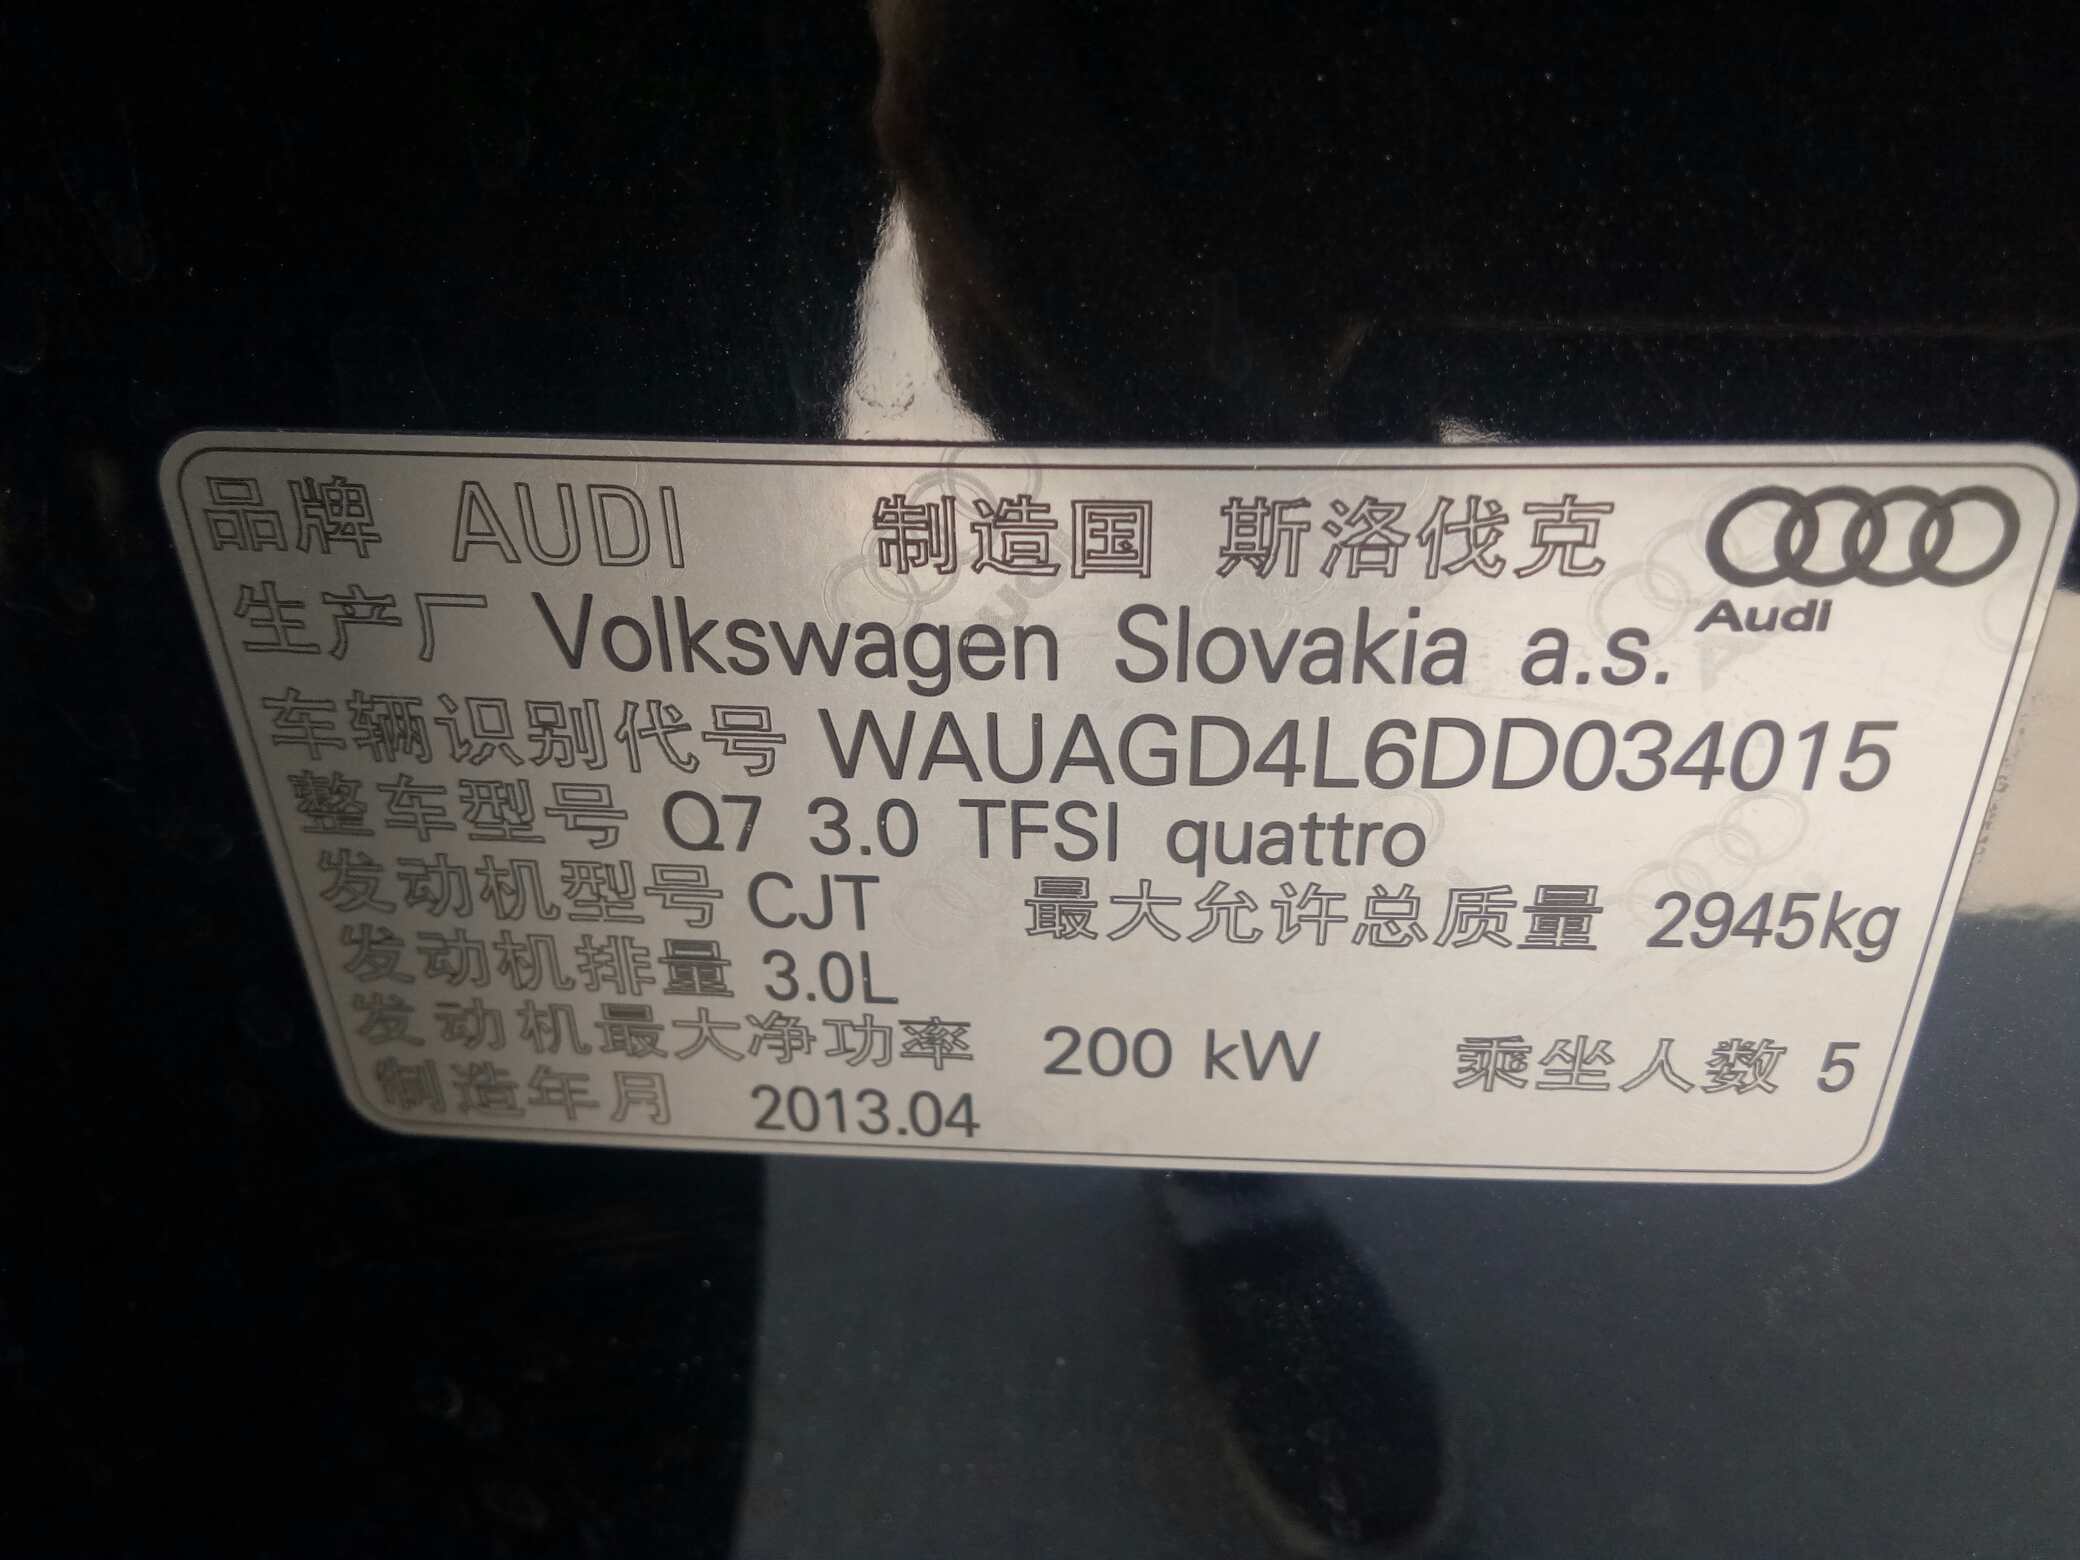 品牌 AUDI 制造国 斯洛伐克
Audi
生产厂 Volkswagen Slovakia a.s.
车辆识别代号 WAUAGD4L6DD034015
整车型号 Q7 3.0 TFSI quattro
发动机型号 CJT 最大允许总质量 2945kg
发动机排量 3.0L
发动机最大净功率 200 kW 乘坐人数 5
制造年月 2013.04